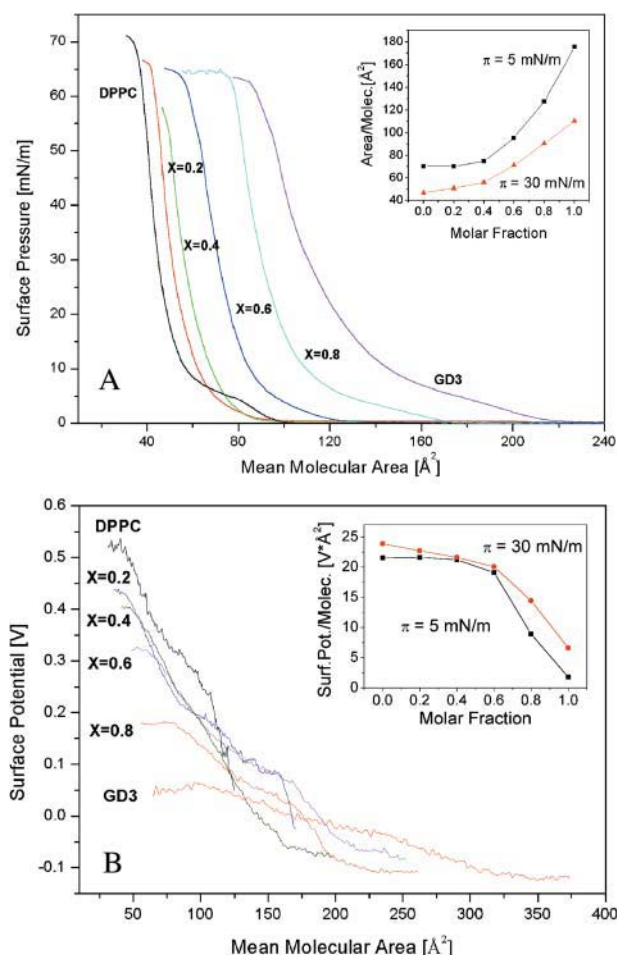 70
60
50
40
30
20
10
0
Surface Pressure [mN/m]
DPPC
X=0.2
X=0.4
X=0.6
X=0.8
GD3
A
40 80 120 160 200 240
Mean Molecular Area [Å²]
180
160
140
120
100
80
60
40
Area/Molec.[Å²]
π = 5 mN/m
π = 30 mN/m
0.0 0.2 0.4 0.6 0.8 1.0
Molar Fraction
0.6
0.5
0.4
0.3
0.2
0.1
0.0
-0.1
Surface Potential [V]
DPPC
X=0.2
X=0.4
X=0.6
X=0.8
GD3
B
50 100 150 200 250 300 350 400
Mean Molecular Area [Å²]
25
20
15
10
5
0
Surf.Pot./Molec. [V*Å²]
π = 30 mN/m
π = 5 mN/m
0.0 0.2 0.4 0.6 0.8 1.0
Molar Fraction